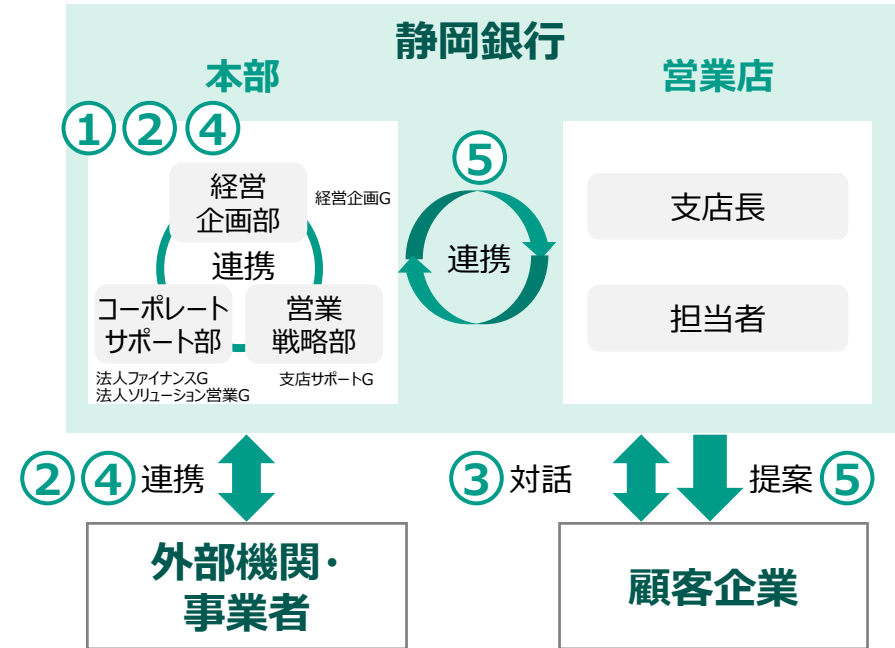 静岡銀行
本部
営業店
①②④
⑤
経営
企画部
経営企画G
連携
コーポレート
サポート部
営業
戦略部
法人ファイナンスG
法人ソリューション営業G
支店サポートG
連携
支店長
担当者
②④連携
③対話
提案⑤
外部機関・
事業者
顧客企業